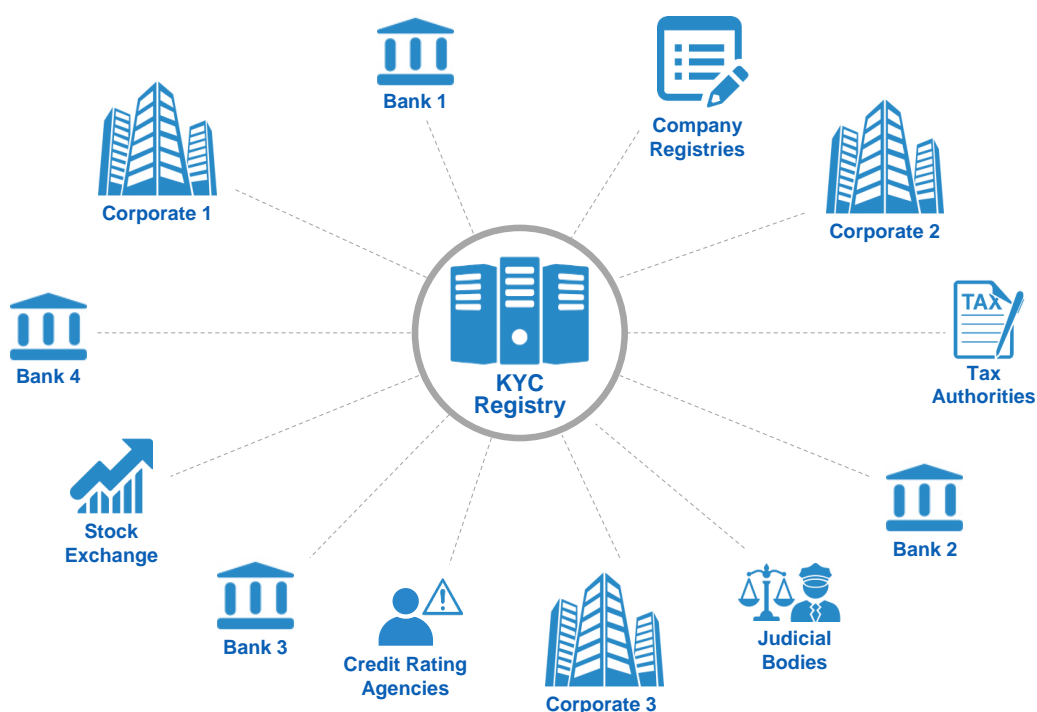 Bank 1
Company
Registries
Corporate 1
Corporate 2
TAX
KYC
Registry
Bank 4
Tax
Authorities
Stock
Exchange
Bank 2
Bank 3
Credit Rating
Agencies
Judicial
Bodies
Corporate 3